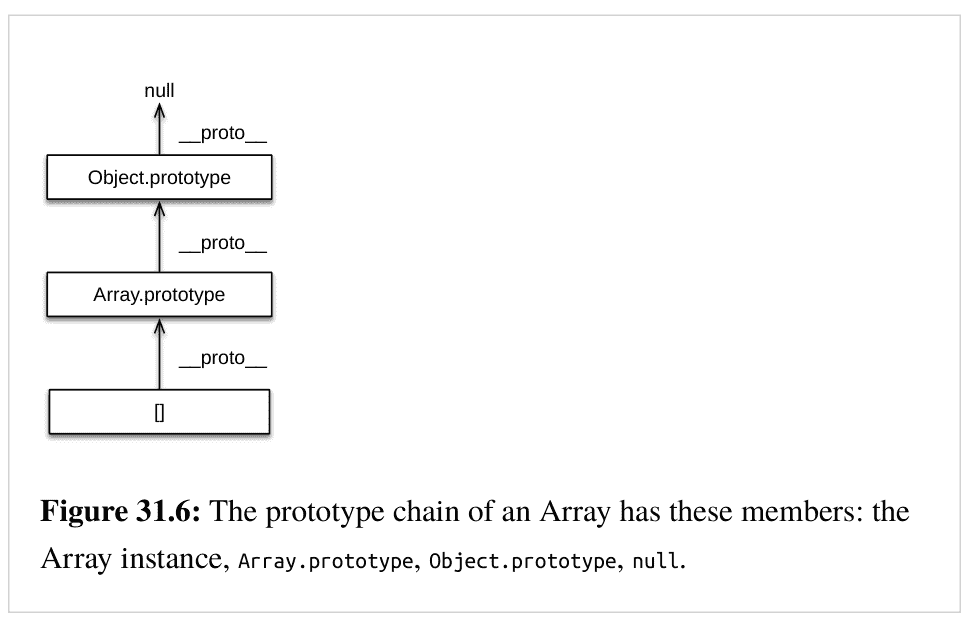 null
__proto__
Object.prototype
__proto__
Array.prototype
__proto__
[]
Figure 31.6: The prototype chain of an Array has these members: the
Array instance, Array.prototype, Object.prototype, null.